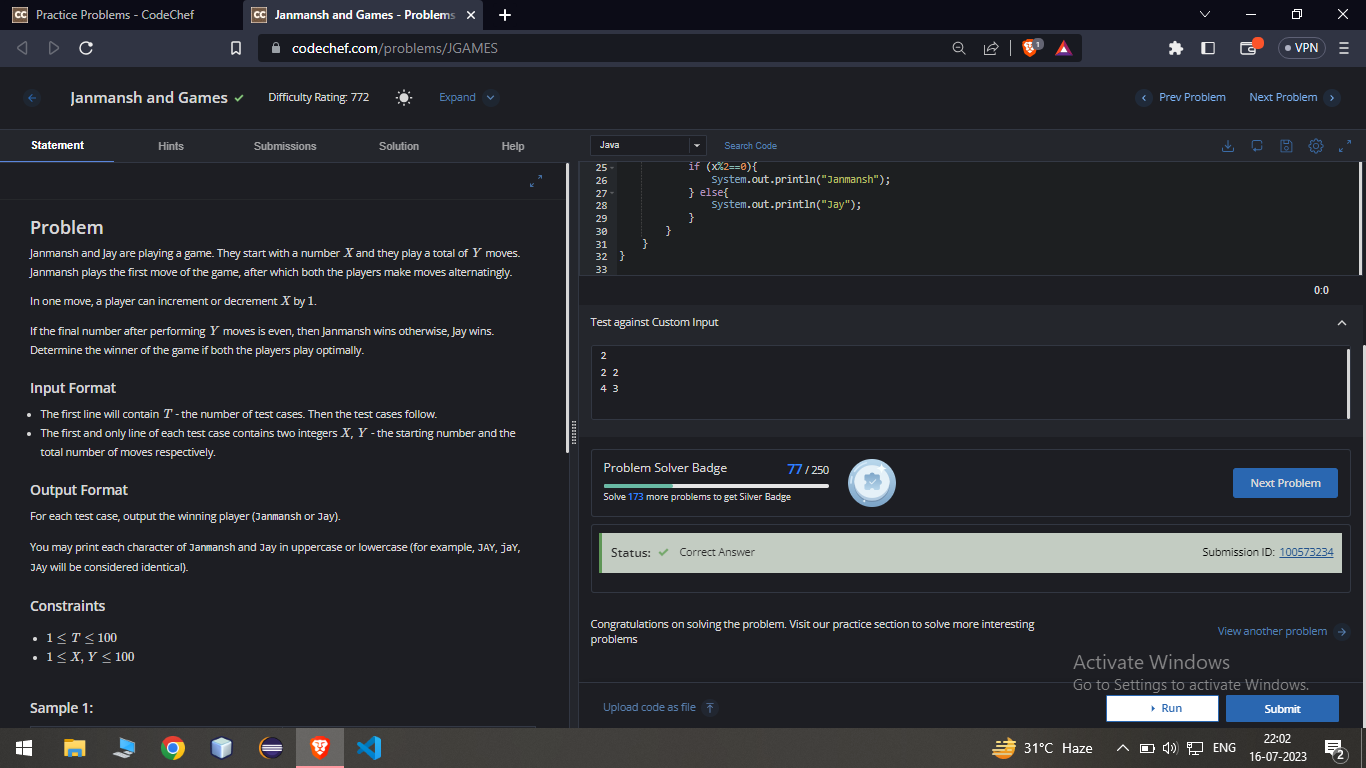 Practice Problems - CodeChef
Janmansh and Games - Problems
codechef.com/problems/JGAMES
1
VPN
Janmansh and Games
Difficulty Rating: 772
Expand
Prev Problem
Next Problem
Statement
Hints
Submissions
Solution
Help
Problem
Janmansh and Jay are playing a game. They start with a number X and they play a total of Y moves.
Janmansh plays the first move of the game, after which both the players make moves alternatingly.
In one move, a player can increment or decrement X by 1.
If the final number after performing Y moves is even, then Janmansh wins otherwise, Jay wins.
Determine the winner of the game if both the players play optimally.
Input Format
• The first line will contain T - the number of test cases. Then the test cases follow.
• The first and only line of each test case contains two integers X, Y - the starting number and the
total number of moves respectively.
Output Format
For each test case, output the winning player (Janmansh or Jay).
You may print each character of Janmansh and Jay in uppercase or lowercase (for example, JAY, jaY,
JAy will be considered identical).
Constraints
• 1 ≤ T ≤ 100
• 1 ≤ X, Y ≤ 100
Sample 1:
Java
Search Code
25 if (x%2==0){
26 System.out.println("Janmansh");
27 } else{
28 System.out.println("Jay");
29 }
30 }
31 }
32 }
33
0:0
Test against Custom Input
2
2 2
4 3
Problem Solver Badge
77 / 250
Solve 173 more problems to get Silver Badge
Next Problem
Status: ✓ Correct Answer
Submission ID: 100573234
Congratulations on solving the problem. Visit our practice section to solve more interesting
problems
View another problem
Activate Windows
Go to Settings to activate Windows.
Upload code as file
Run
Submit
31°C Haze
ENG
22:02
16-07-2023
2